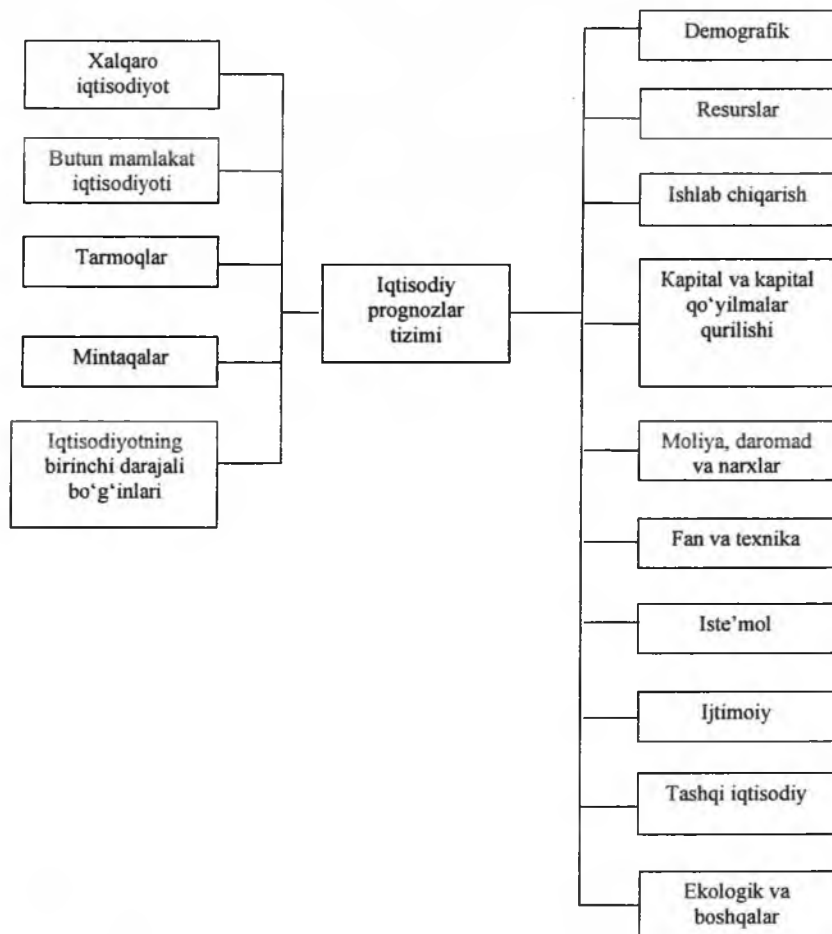 Xalqaro
iqtisodiyot
Butun mamlakat
iqtisodiyoti
Tarmoqlar
Mintaqalar
Iqtisodiyotning
birinchi darajali
bo‘g‘inlari
Iqtisodiy
prognozlar
tizimi
Demografik
Resurslar
Ishlab chiqarish
Kapital va kapital
qo‘yilmalar
qurilishi
Moliya, daromad
va narxlar
Fan va texnika
Iste’mol
Ijtimoiy
Tashqi iqtisodiy
Ekologik va
boshqalar